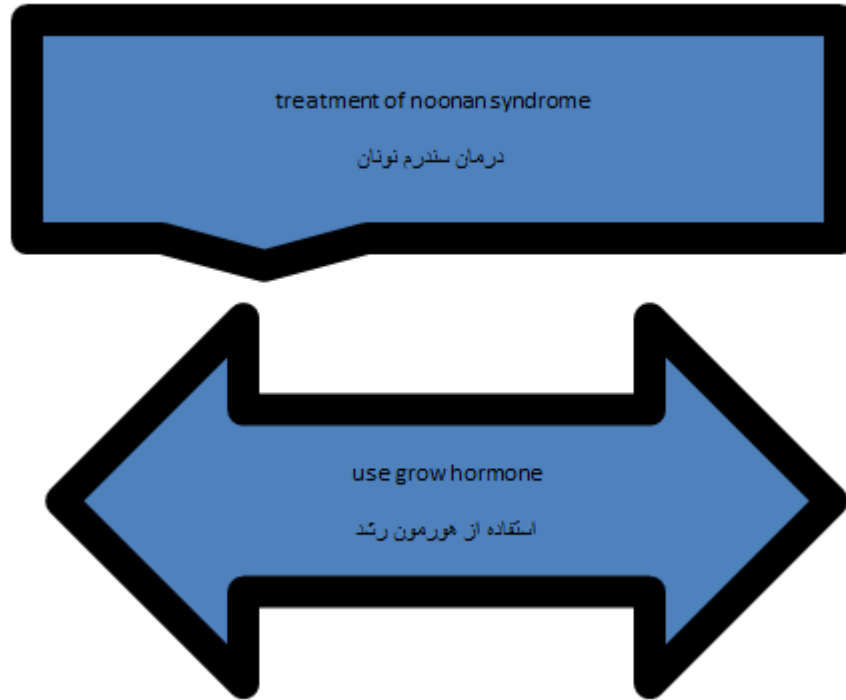 treatment of noonan syndrome
درمان سندرم نونان
use grow hormone
استفاده از هورمون رشد